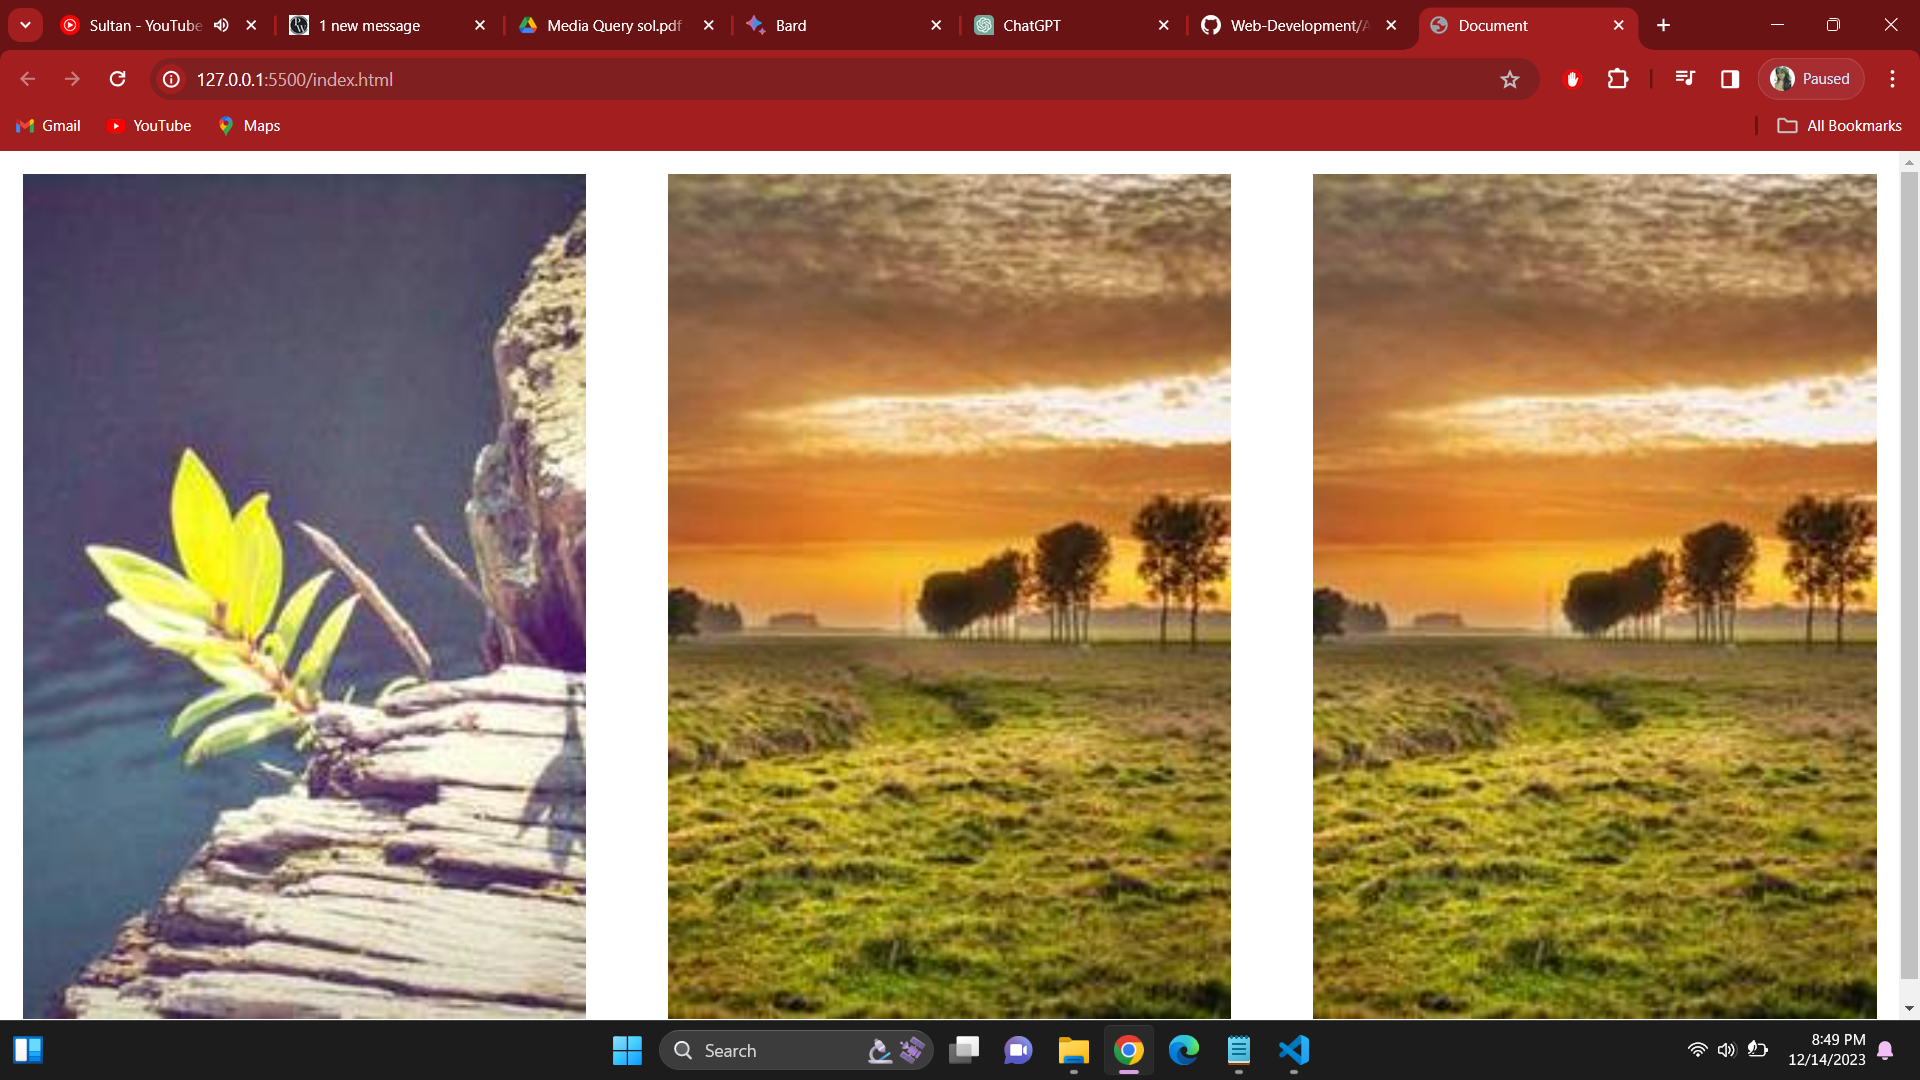 Sultan - YouTube
1 new message
Media Query sol.pdf
Bard
ChatGPT
Web-Development/A
Document
127.0.0.1:5500/index.html
Paused
Gmail
YouTube
Maps
All Bookmarks
Search
8:49 PM
12/14/2023